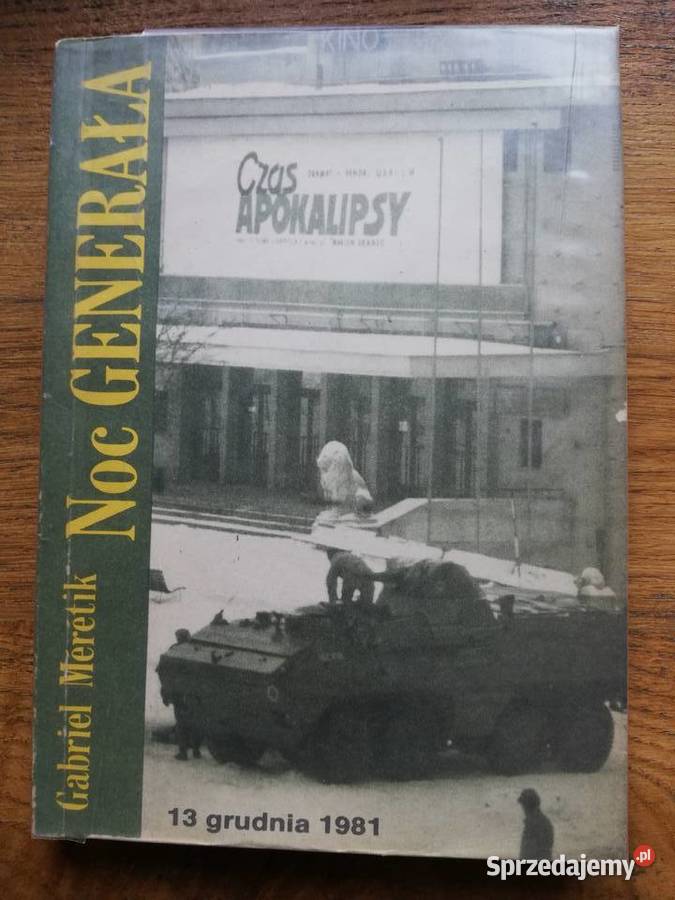 Gabriel Meretik Noc GENERAŁA
KINO
Czas
APOKALIPSY
13 grudnia 1981
Sprzedajemy.pl